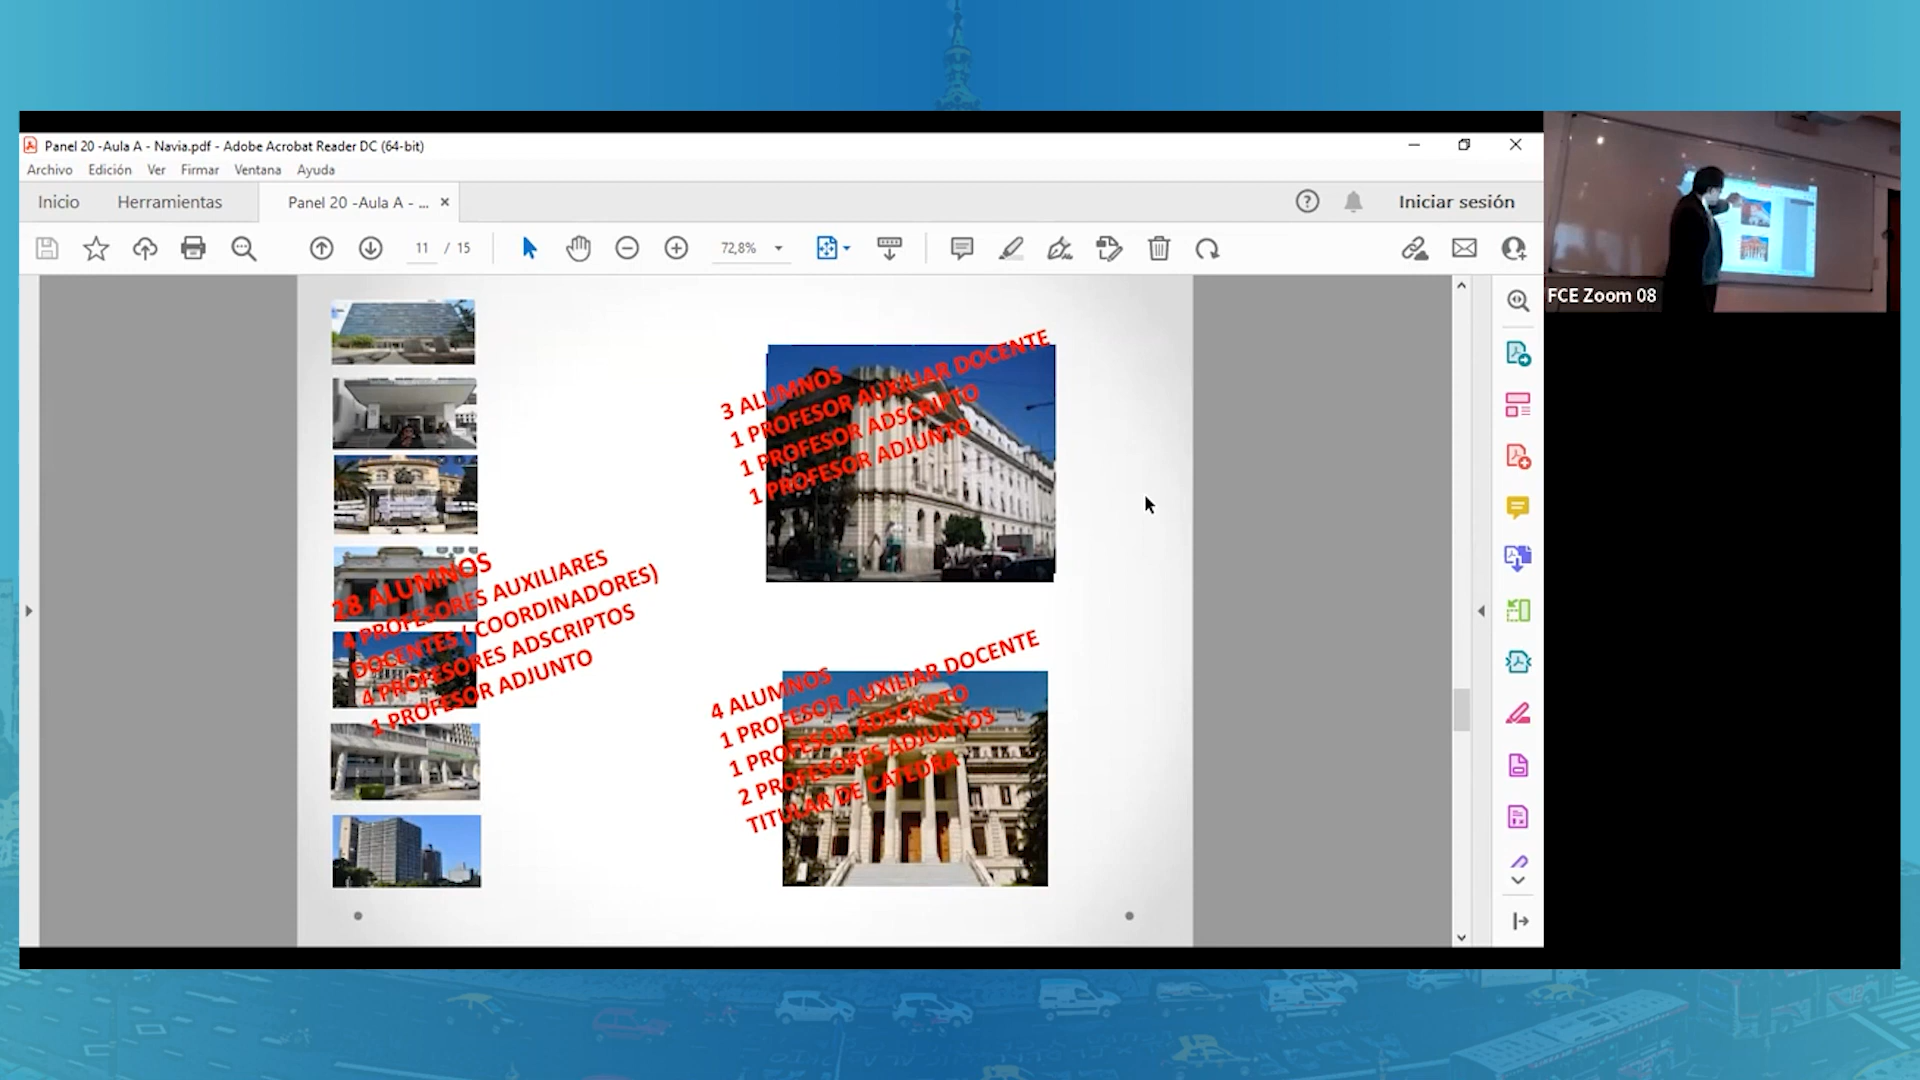 Panel 20 -Aula A - Navia.pdf - Adobe Acrobat Reader DC (64-bit)
Archivo Edición Ver Firmar Ventana Ayuda
Inicio Herramientas Panel 20 -Aula A - ... Iniciar sesión
11 / 15 72,8%
FCE Zoom 08
3 ALUMNOS
1 PROFESOR AUXILIAR DOCENTE
1 PROFESOR ADSCRIPTO
1 PROFESOR ADJUNTO
28 ALUMNOS
4 PROFESORES AUXILIARES
DOCENTES ( COORDINADORES)
4 PROFESORES ADSCRIPTOS
1 PROFESOR ADJUNTO
4 ALUMNOS
1 PROFESOR AUXILIAR DOCENTE
1 PROFESOR ADSCRIPTO
2 PROFESORES ADJUNTOS
TITULAR DE CATEDRA